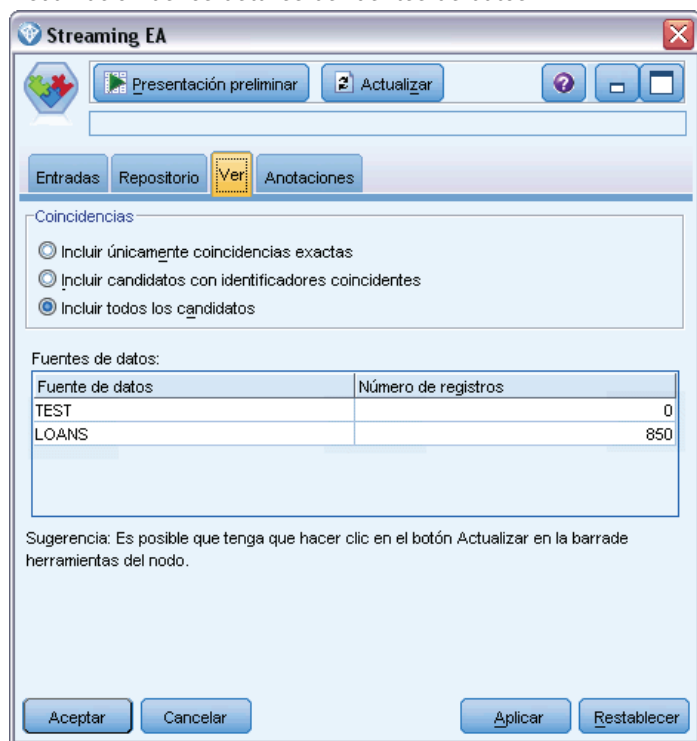 Streaming EA
Presentación preliminar
Actualizar
Entradas
Repositorio
Ver
Anotaciones
Coincidencias
Incluir únicamente coincidencias exactas
Incluir candidatos con identificadores coincidentes
Incluir todos los candidatos
Fuentes de datos:
Fuente de datos Número de registros
TEST 0
LOANS 850
Sugerencia: Es posible que tenga que hacer clic en el botón Actualizar en la barrade
herramientas del nodo.
Aceptar
Cancelar
Aplicar
Restablecer